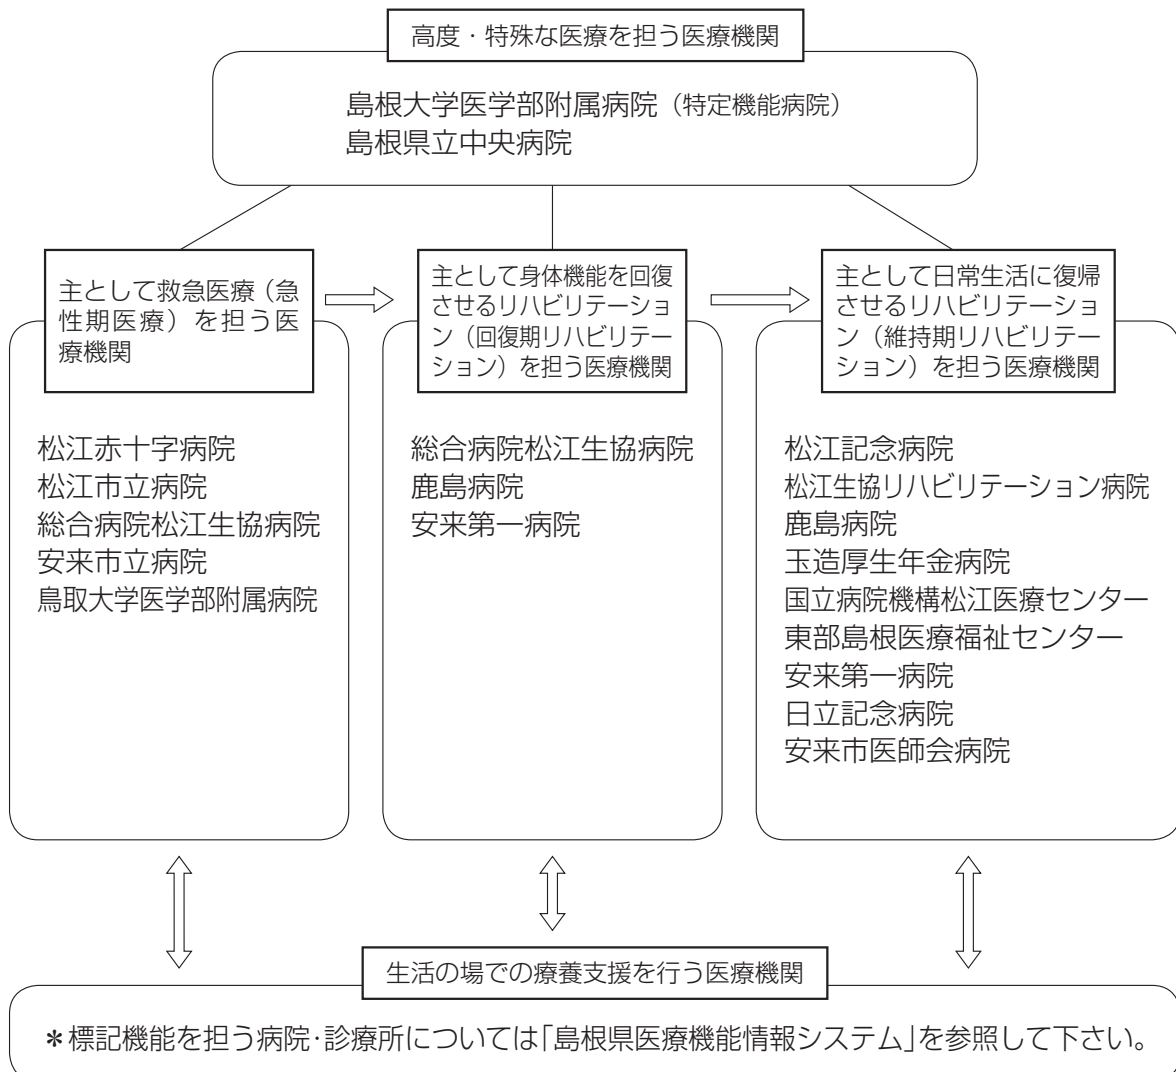 高度・特殊な医療を担う医療機関
島根大学医学部附属病院（特定機能病院）
島根県立中央病院
主として救急医療（急
性期医療）を担う医
療機関
松江赤十字病院
松江市立病院
総合病院松江生協病院
安来市立病院
鳥取大学医学部附属病院
主として身体機能を回復
させるリハビリテーショ
ン（回復期リハビリテー
ション）を担う医療機関
総合病院松江生協病院
鹿島病院
安来第一病院
主として日常生活に復帰
させるリハビリテーショ
ン（維持期リハビリテー
ション）を担う医療機関
松江記念病院
松江生協リハビリテーション病院
鹿島病院
玉造厚生年金病院
国立病院機構松江医療センター
東部島根医療福祉センター
安来第一病院
日立記念病院
安来市医師会病院
生活の場での療養支援を行う医療機関
＊標記機能を担う病院･診療所については｢島根県医療機能情報システム｣を参照して下さい。